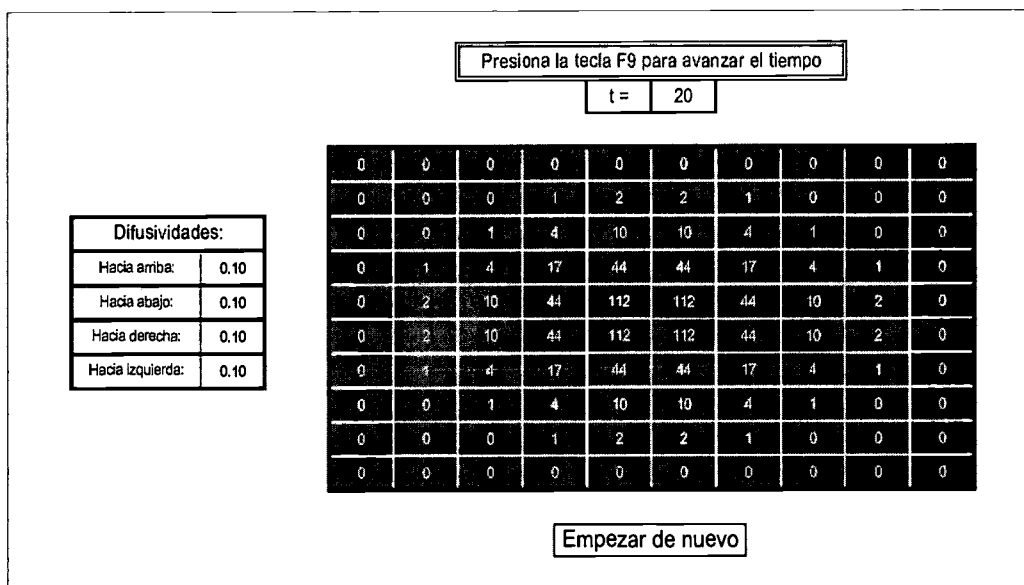 Presiona la tecla F9 para avanzar el tiempo
t = 20
0 0 0 0 0 0 0 0 0 0
0 0 0 1 2 2 1 0 0 0
0 0 1 4 10 10 4 1 0 0
0 1 4 17 44 44 17 4 1 0
0 2 10 44 112 112 44 10 2 0
0 2 10 44 112 112 44 10 2 0
0 1 4 17 44 44 17 4 1 0
0 0 1 4 10 10 4 1 0 0
0 0 0 1 2 2 1 0 0 0
0 0 0 0 0 0 0 0 0 0
Difusividades:
Hacia arriba: 0.10
Hacia abajo: 0.10
Hacia derecha: 0.10
Hacia izquierda: 0.10
Empezar de nuevo